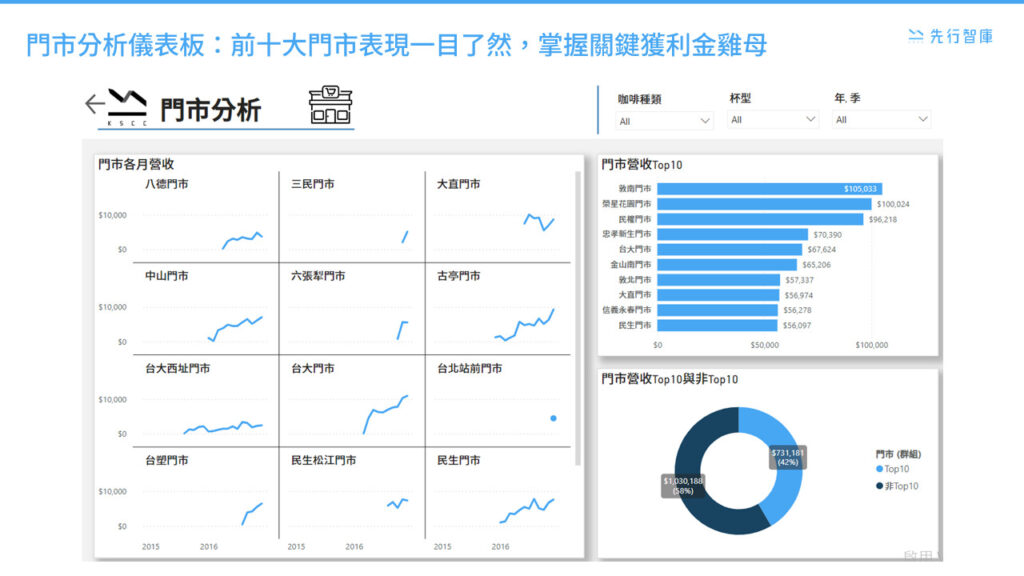 門市分析儀表板：前十大門市表現一目了然，掌握關鍵獲利金雞母
先行智庫
KSCC
門市分析
咖啡種類
All
杯型
All
年, 季
All
門市各月營收
八德門市
三民門市
大直門市
$10,000
$0
中山門市
六張犁門市
古亭門市
$10,000
$0
台大西址門市
台大門市
台北站前門市
$10,000
$0
台塑門市
民生松江門市
民生門市
$10,000
$0
2015 2016
2015 2016
2015 2016
門市營收Top10
敦南門市 $105,033
榮星花園門市 $100,024
民權門市 $96,218
忠孝新生門市 $70,390
台大門市 $67,624
金山南門市 $65,206
敦北門市 $57,337
大直門市 $56,974
信義永春門市 $56,278
民生門市 $56,097
$0 $50,000 $100,000
門市營收Top10與非Top10
$731,181
(42%)
$1,030,188
(58%)
門市 (群組)
Top10
非Top10